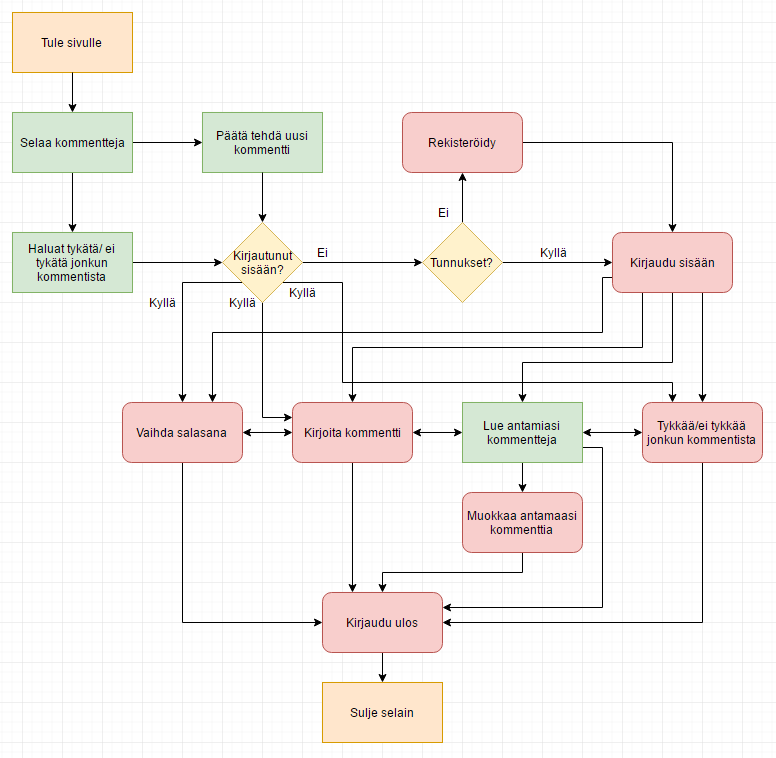 Tule sivulle
Selaa kommentteja
Päätä tehdä uusi
kommentti
Rekisteröidy
Haluat tykätä/ ei
tykätä jonkun
kommentista
Kirjautunut
sisään?
Ei
Ei
Tunnukset?
Kyllä
Kirjaudu sisään
Kyllä
Kyllä
Kyllä
Vaihda salasana
Kirjoita kommentti
Lue antamiasi
kommentteja
Tykkää/ei tykkää
jonkun kommentista
Muokkaa antamaasi
kommenttia
Kirjaudu ulos
Sulje selain